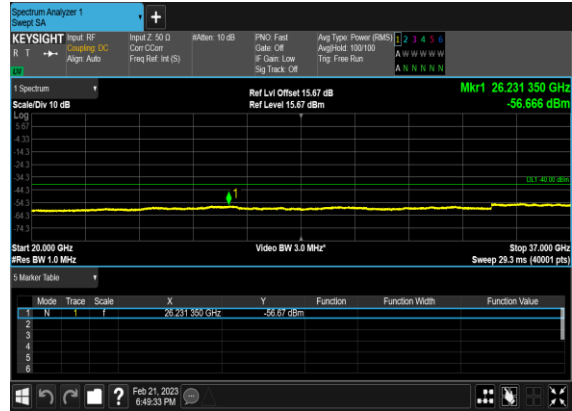 Spectrum Analyzer 1
Swept SA
+
KEYSIGHT Input: RF Input Z: 50 Ω #Atten: 10 dB PNO: Fast Avg Type: Power (RMS) 1 2 3 4 5 6
R T Coupling: DC Corr CCorr Gate: Off Avg|Hold: 100/100 A W W W W W
Align: Auto Freq Ref: Int (S) IF Gain: Low Trig: Free Run
Sig Track: Off A N N N N N
1 Spectrum Ref Lvl Offset 15.67 dB Mkr1 26.231 350 GHz
Scale/Div 10 dB Ref Level 15.67 dBm -56.666 dBm
Log
5.67
-4.33
-14.3
-24.3
-34.3
DL1 -40.00 dBm
-44.3
1
-54.3
-64.3
-74.3
Start 20.000 GHz Video BW 3.0 MHz* Stop 37.000 GHz
#Res BW 1.0 MHz Sweep 29.3 ms (40001 pts)
5 Marker Table
Mode Trace Scale X Y Function Function Width Function Value
1 N 1 f 26.231 350 GHz -56.67 dBm
2
3
4
5
6
? Feb 21, 2023
6:49:33 PM